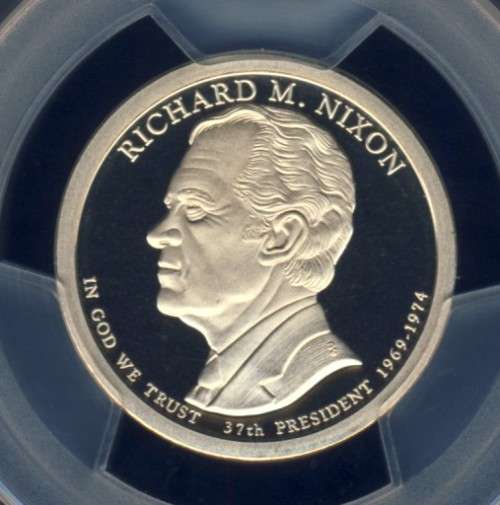 RICHARD M. NIXON
IN GOD WE TRUST
37th PRESIDENT 1969-1974